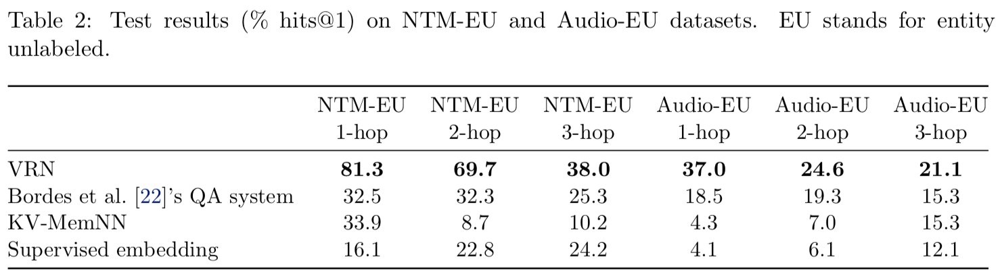 Table 2: Test results (% hits@1) on NTM-EU and Audio-EU datasets. EU stands for entity
unlabeled.
NTM-EU NTM-EU NTM-EU Audio-EU Audio-EU Audio-EU
1-hop 2-hop 3-hop 1-hop 2-hop 3-hop
VRN 81.3 69.7 38.0 37.0 24.6 21.1
Bordes et al. [22]'s QA system 32.5 32.3 25.3 18.5 19.3 15.3
KV-MemNN 33.9 8.7 10.2 4.3 7.0 15.3
Supervised embedding 16.1 22.8 24.2 4.1 6.1 12.1